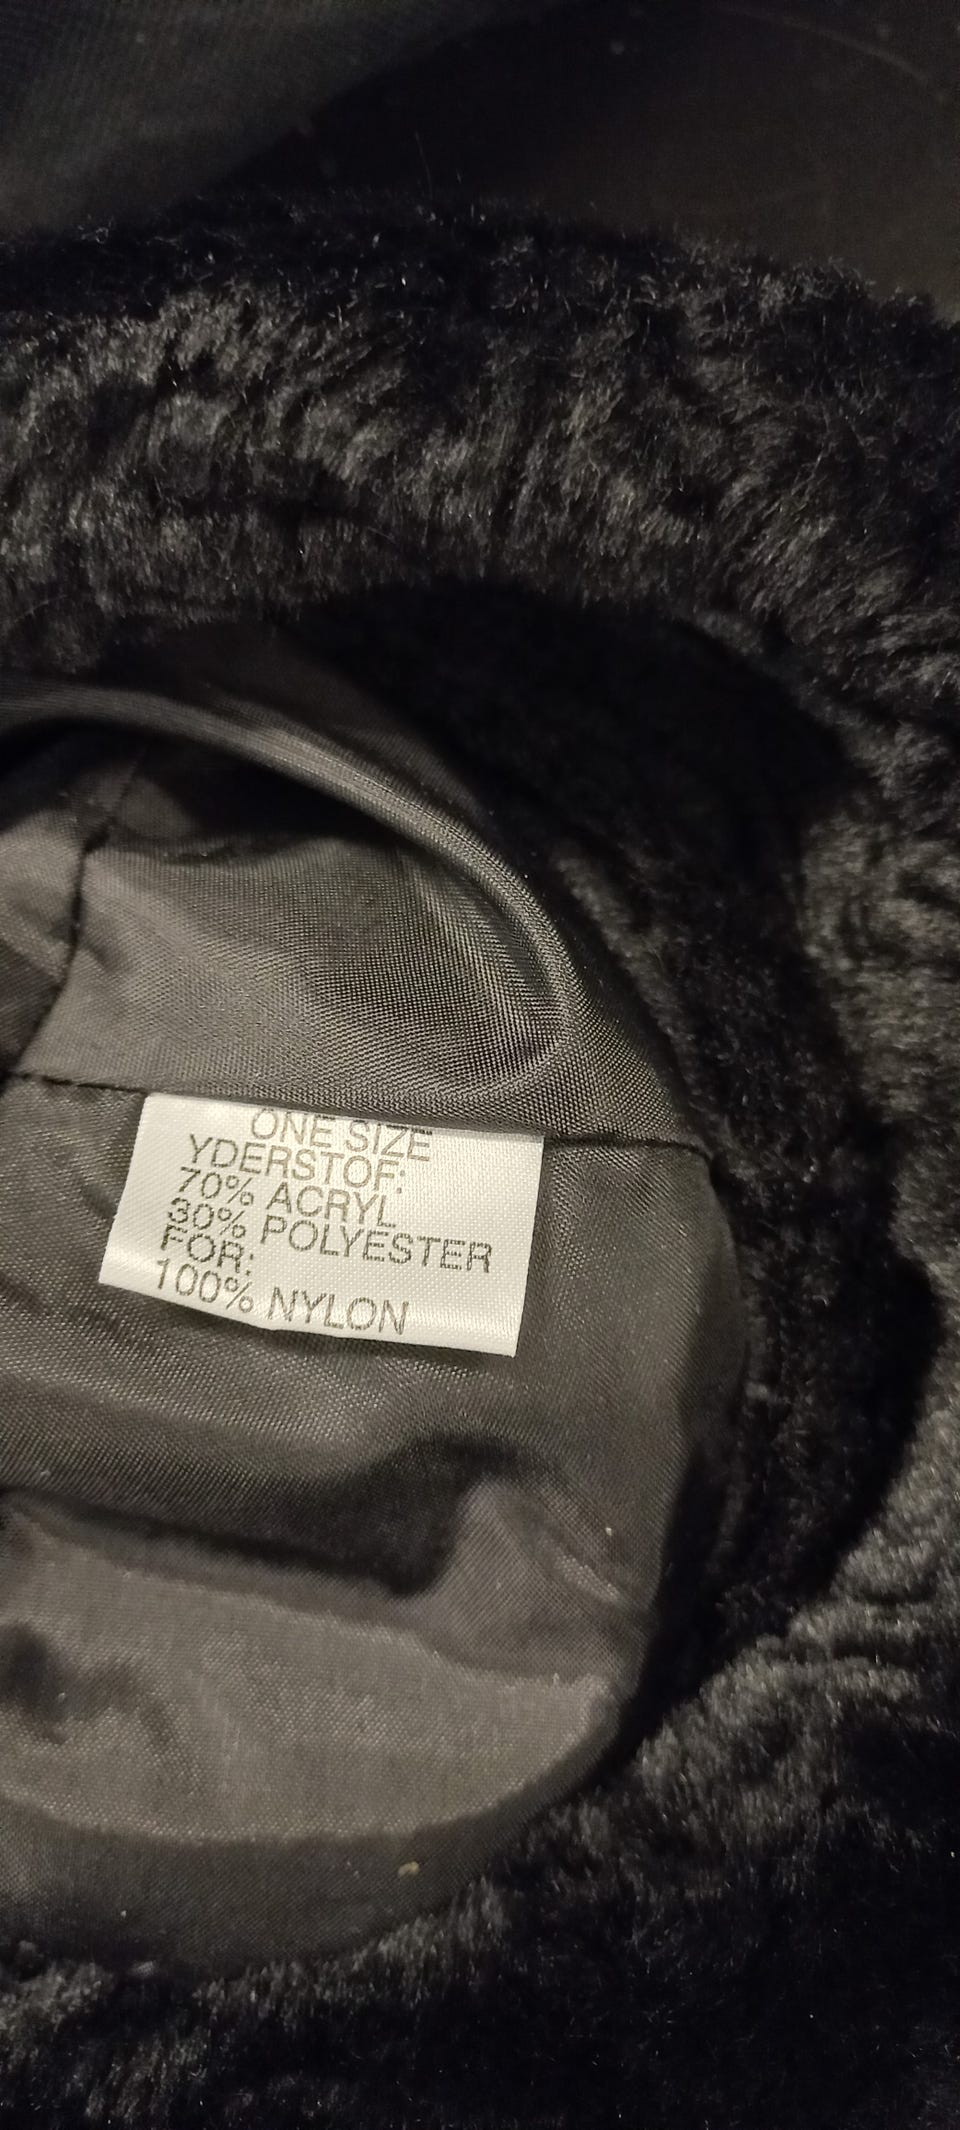 ONE SIZE
YDERSTOF:
70% ACRYL
30% POLYESTER
FOR:
100% NYLON